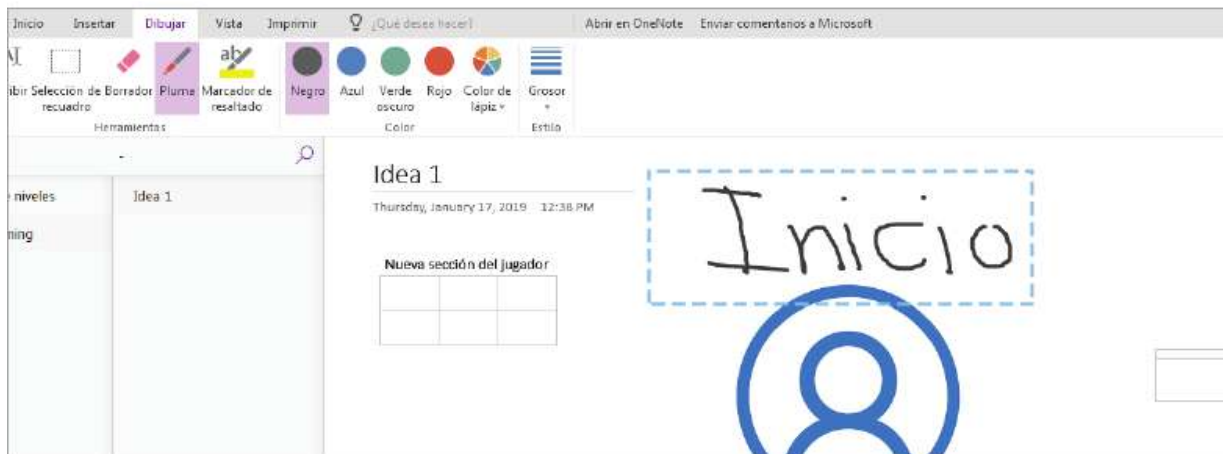 Inicio Insertar Dibujar Vista Imprimir ¿Qué desea hacer? Abrir en OneNote Enviar comentarios a Microsoft
ibir Selección de Borrador Pluma Marcador de Negro Azul Verde Rojo Color de Grosor
recuadro resaltado oscuro lápiz
Herramientas Color Estilo
niveles Idea 1
ning
Idea 1
Thursday, January 17, 2019 12:38 PM
Nueva sección del jugador
Inicio